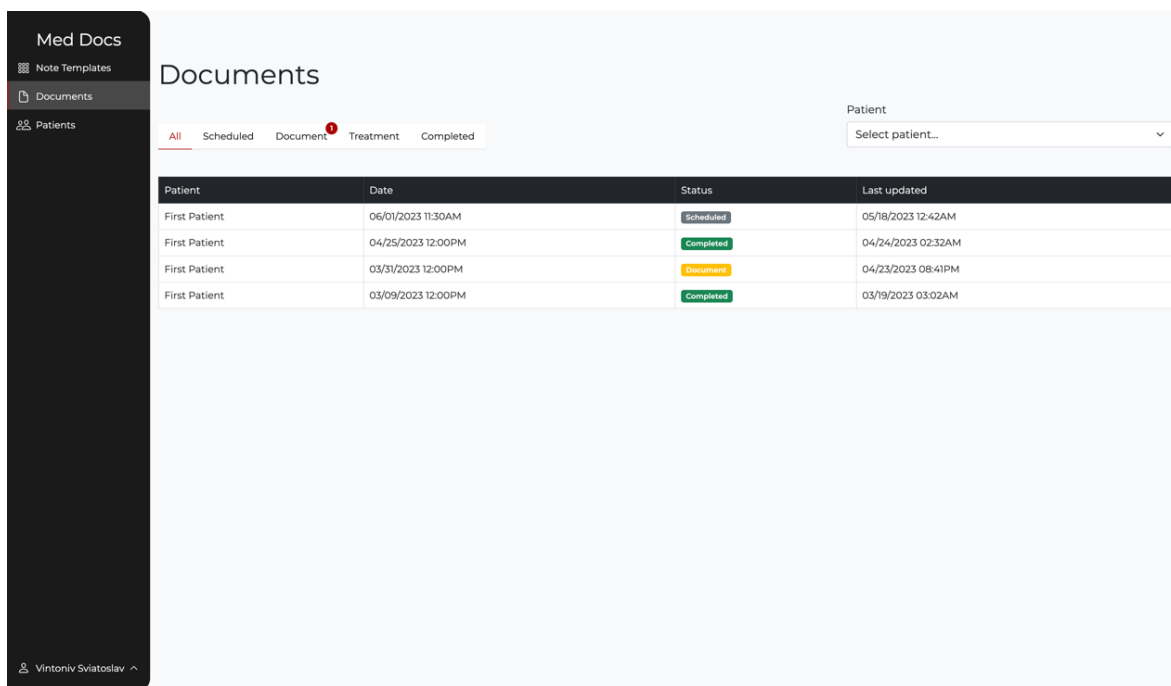 Med Docs
Note Templates
Documents
Patients
Documents
Patient
All Scheduled Document 1 Treatment Completed
Select patient...
Patient Date Status Last updated
First Patient 06/01/2023 11:30AM Scheduled 05/18/2023 12:42AM
First Patient 04/25/2023 12:00PM Completed 04/24/2023 02:32AM
First Patient 03/31/2023 12:00PM Document 04/23/2023 08:41PM
First Patient 03/09/2023 12:00PM Completed 03/19/2023 03:02AM
Vintoniv Sviatoslav